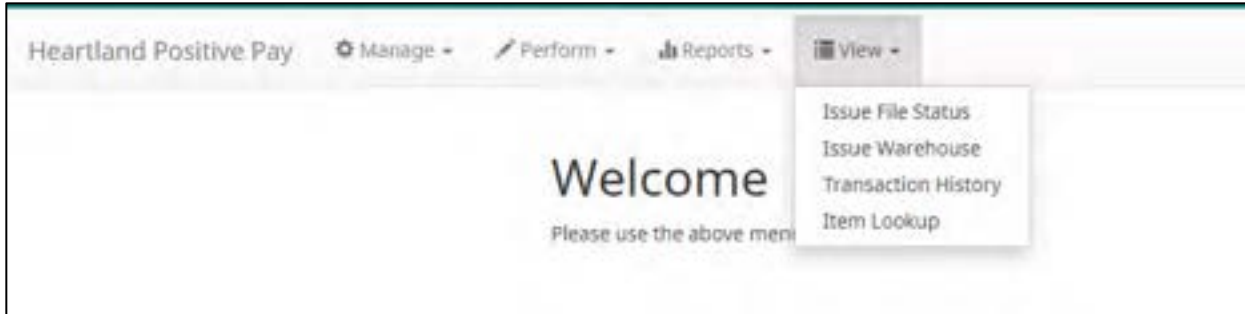 Heartland Positive Pay Manage Perform Reports View
Issue File Status
Issue Warehouse
Transaction History
Item Lookup
Welcome
Please use the above